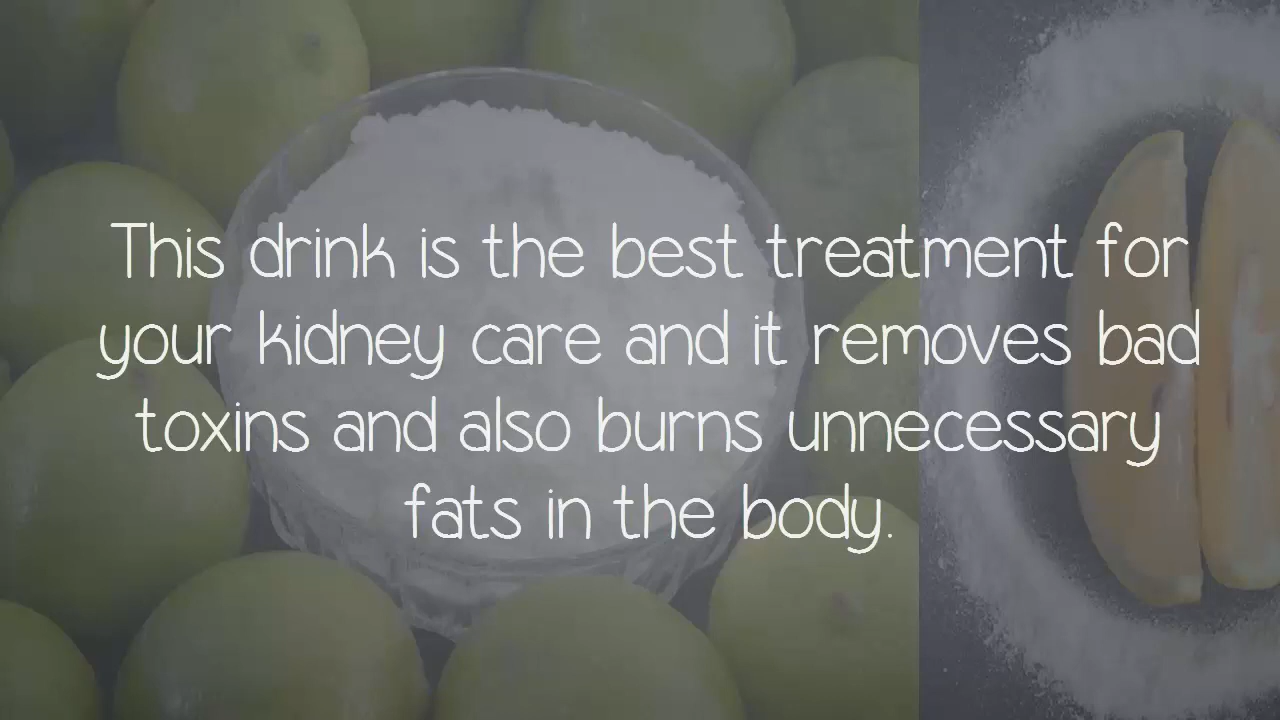 This drink is the best treatment for
your kidney care and it removes bad
toxins and also burns unnecessary
fats in the body.